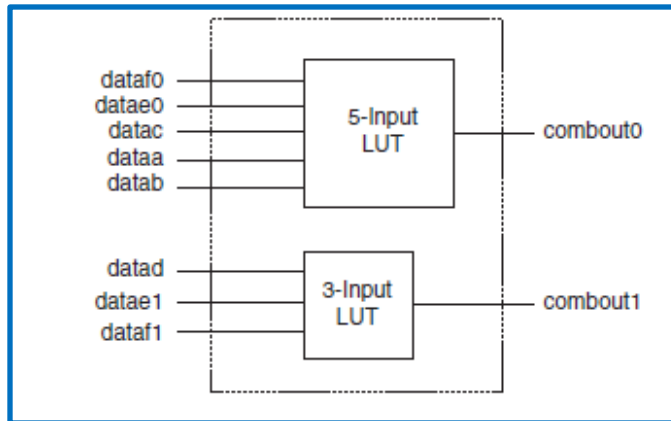 dataf0
datae0
datac
dataa
datab
5-Input
LUT
combout0
datad
datae1
dataf1
3-Input
LUT
combout1